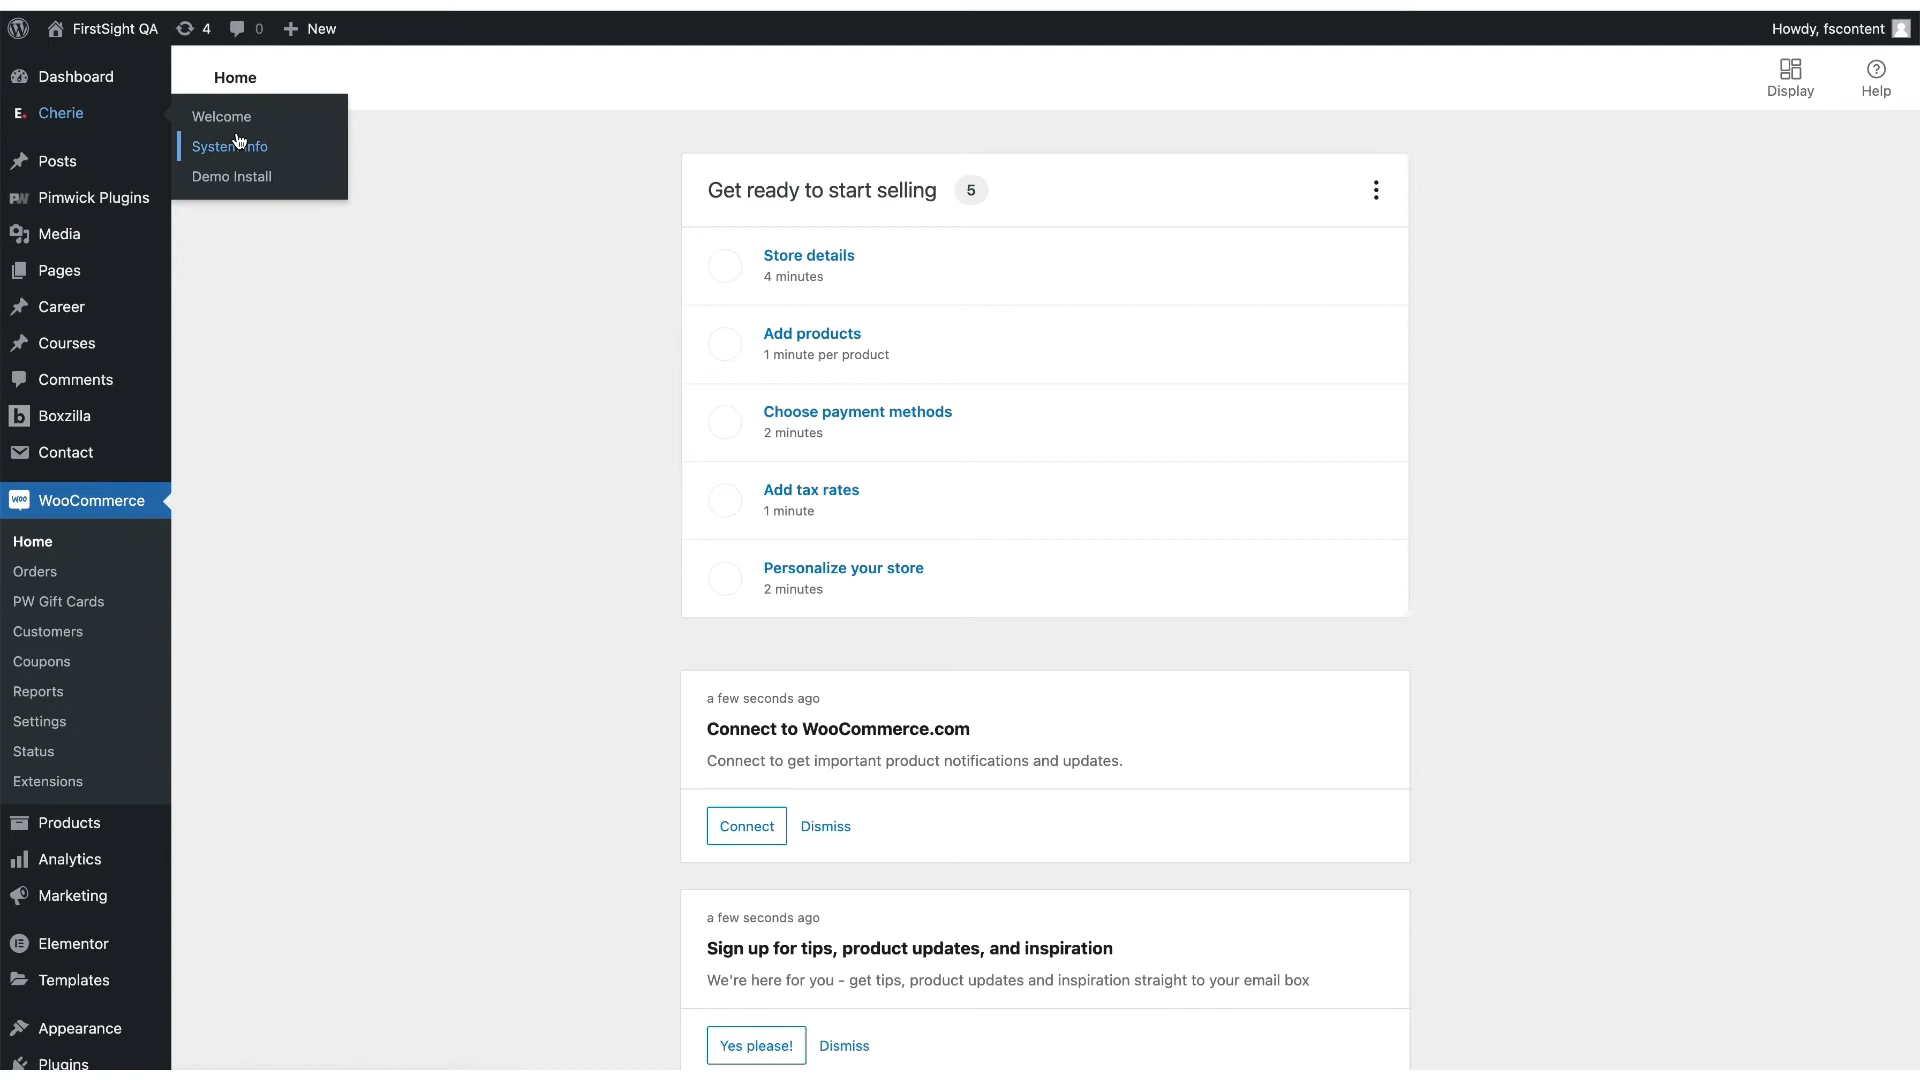 FirstSight QA
4
0
New
Howdy, fscontent
Dashboard
Home
Display
Help
E. Cherie
Welcome
System Info
Demo Install
Posts
PW Pimwick Plugins
Media
Pages
Career
Courses
Comments
b Boxzilla
Contact
Woo WooCommerce
Home
Orders
PW Gift Cards
Customers
Coupons
Reports
Settings
Status
Extensions
Products
Analytics
Marketing
Elementor
Templates
Appearance
Plugins
Get ready to start selling 5
Store details
4 minutes
Add products
1 minute per product
Choose payment methods
2 minutes
Add tax rates
1 minute
Personalize your store
2 minutes
a few seconds ago
Connect to WooCommerce.com
Connect to get important product notifications and updates.
Connect Dismiss
a few seconds ago
Sign up for tips, product updates, and inspiration
We're here for you - get tips, product updates and inspiration straight to your email box
Yes please! Dismiss